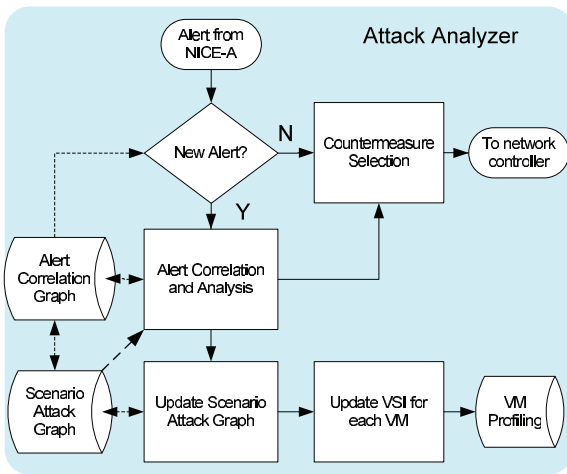 Attack Analyzer
Alert from
NICE-A
New Alert?
N
Countermeasure
Selection
To network
controller
Y
Alert
Correlation
Graph
Alert Correlation
and Analysis
Scenario
Attack
Graph
Update Scenario
Attack Graph
Update VSI for
each VM
VM
Profiling